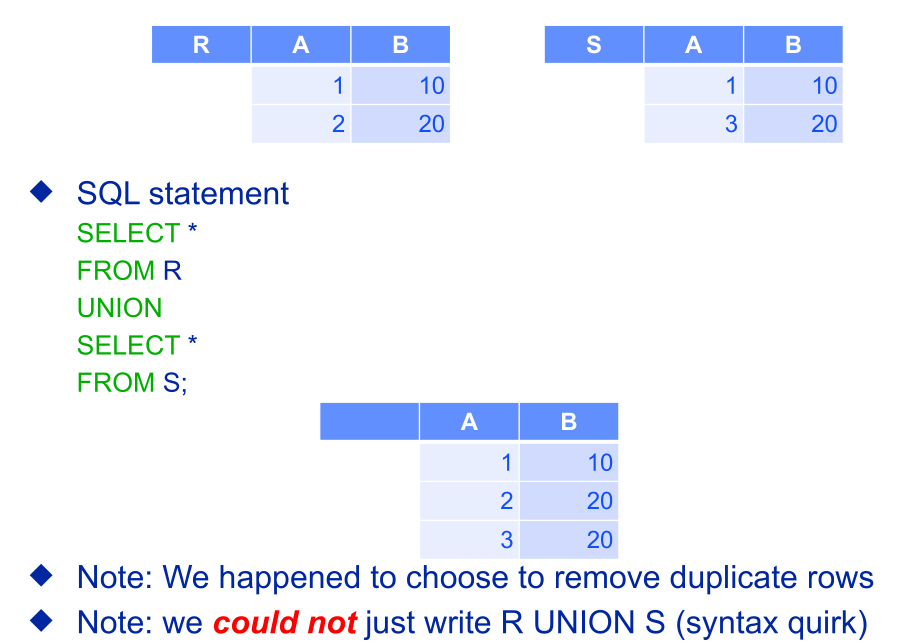 R A B
1 10
2 20
S A B
1 10
3 20
SQL statement
SELECT *
FROM R
UNION
SELECT *
FROM S;
A B
1 10
2 20
3 20
Note: We happened to choose to remove duplicate rows
Note: we could not just write R UNION S (syntax quirk)